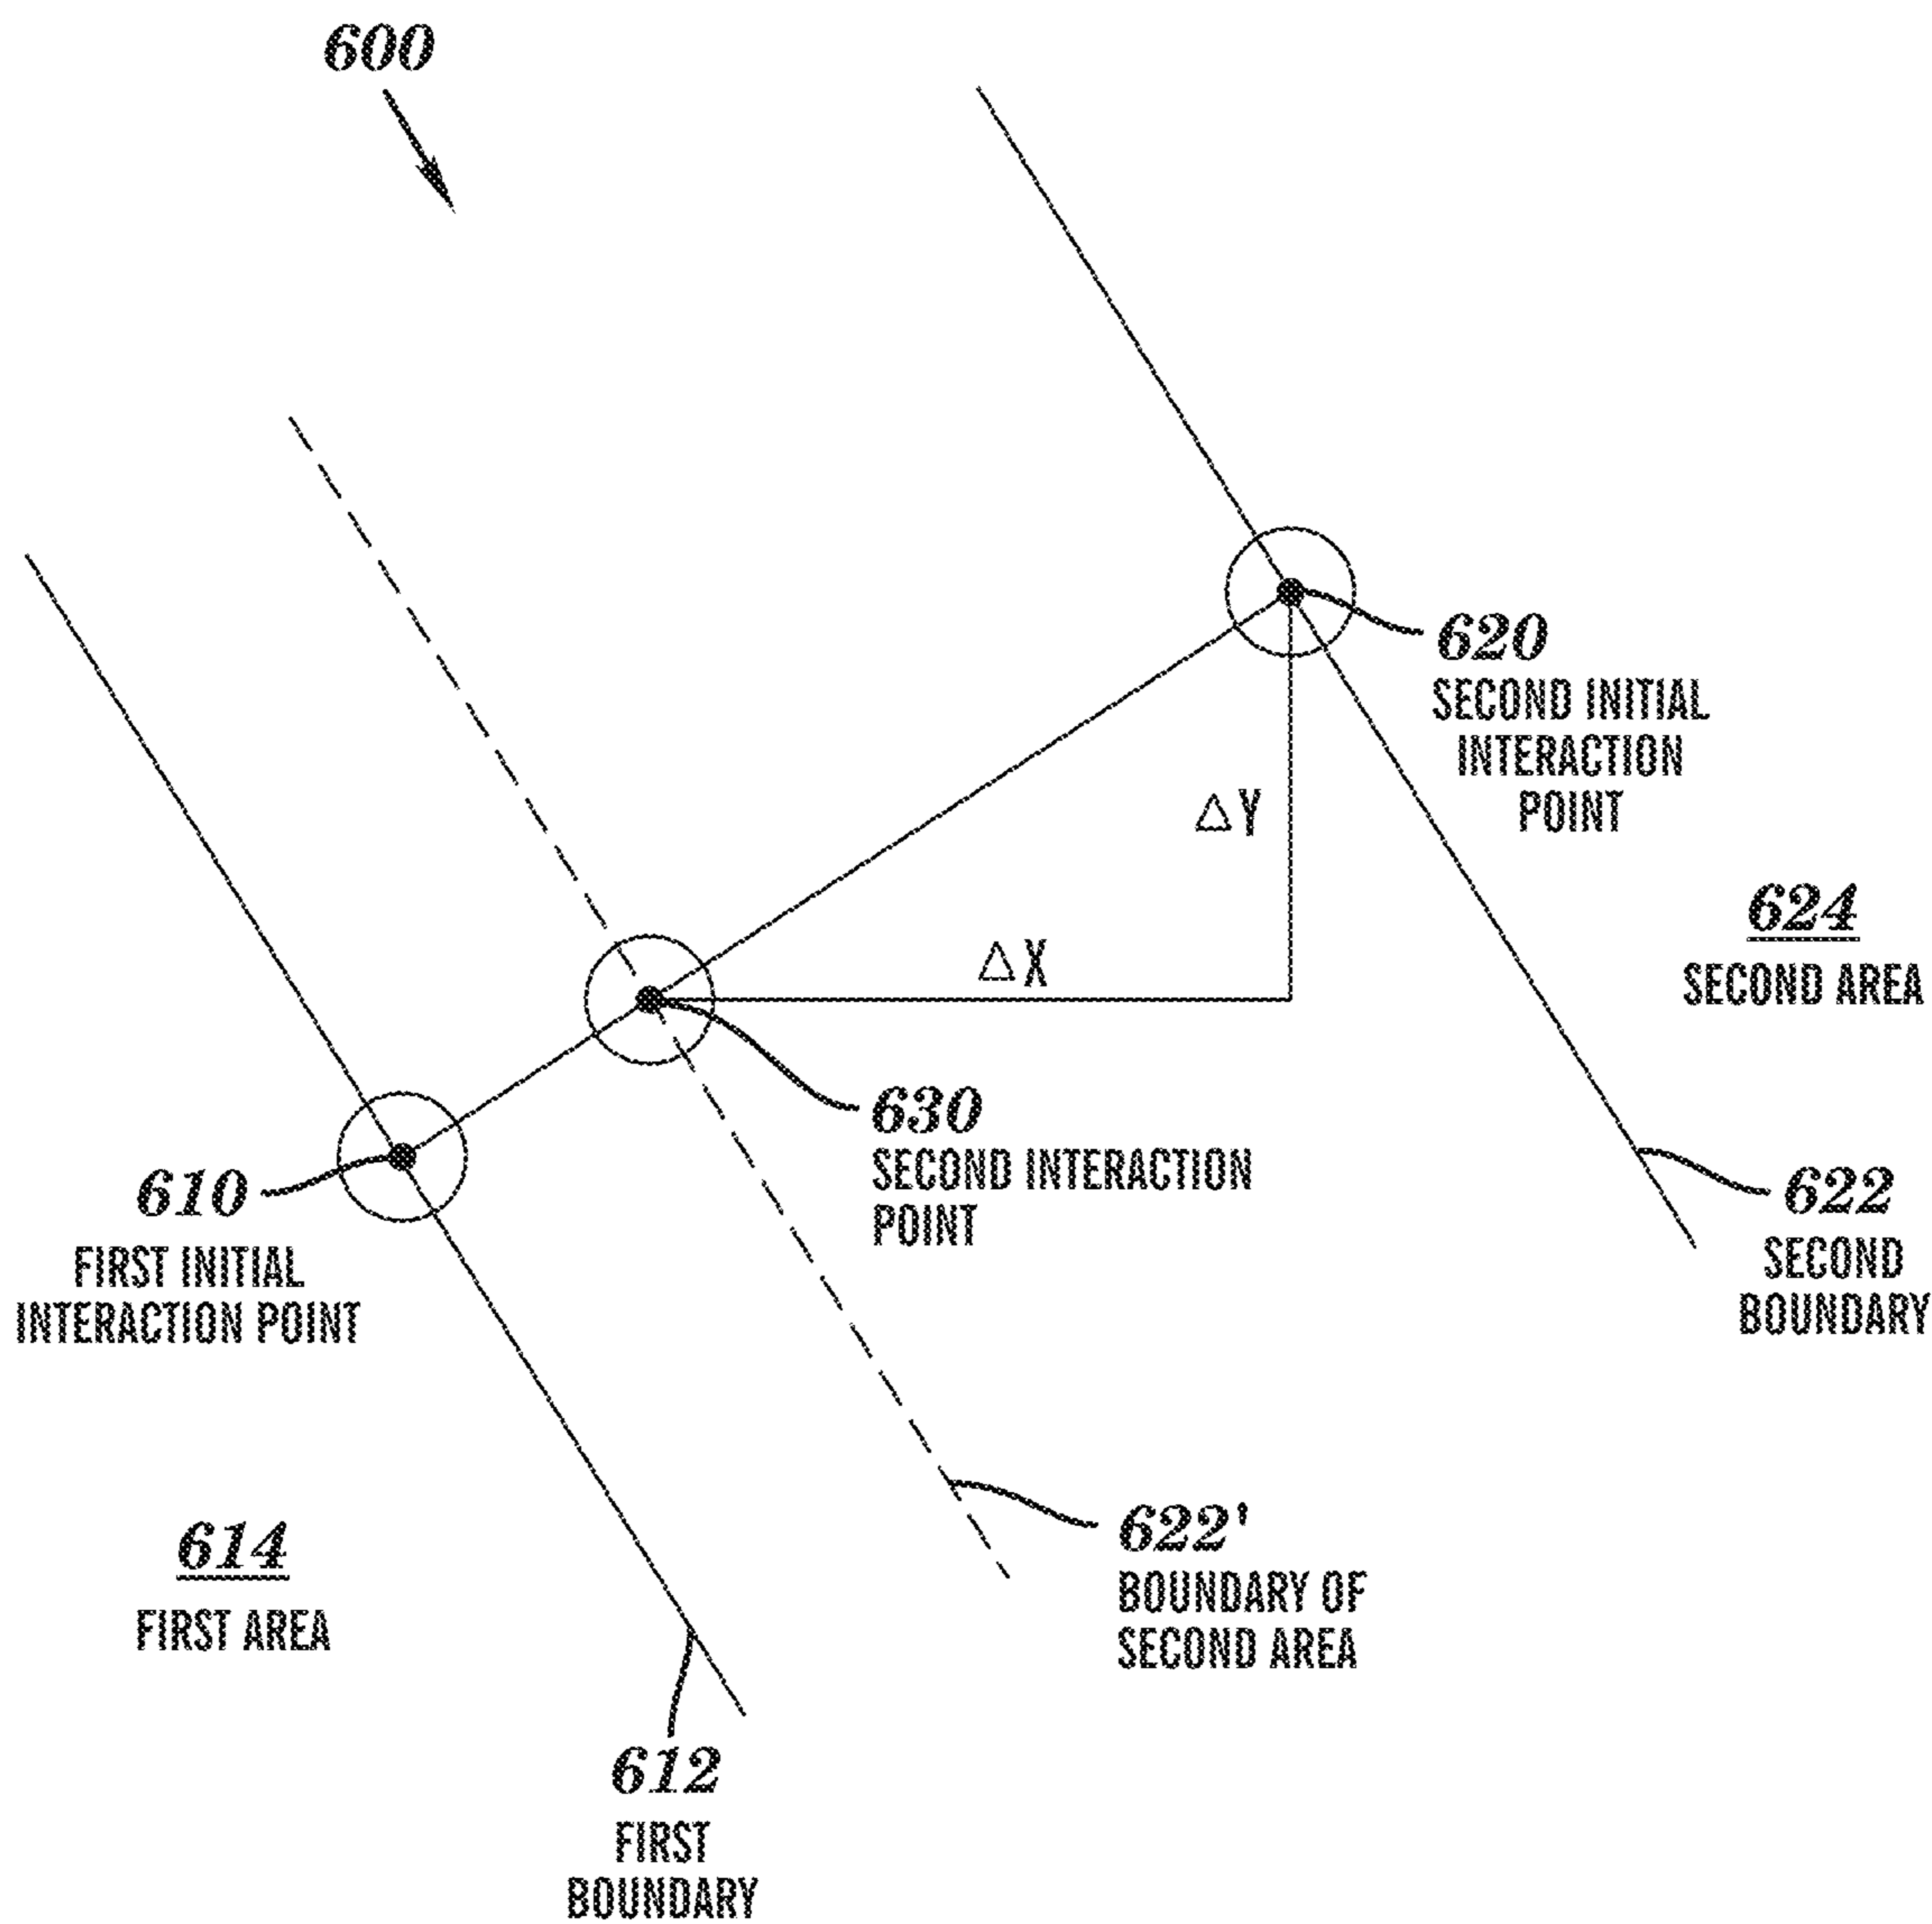 600
620
SECOND INITIAL
INTERACTION
POINT
ΔY
624
SECOND AREA
ΔX
630
SECOND INTERACTION
POINT
610
FIRST INITIAL
INTERACTION POINT
622
SECOND
BOUNDARY
622'
BOUNDARY OF
SECOND AREA
614
FIRST AREA
612
FIRST
BOUNDARY